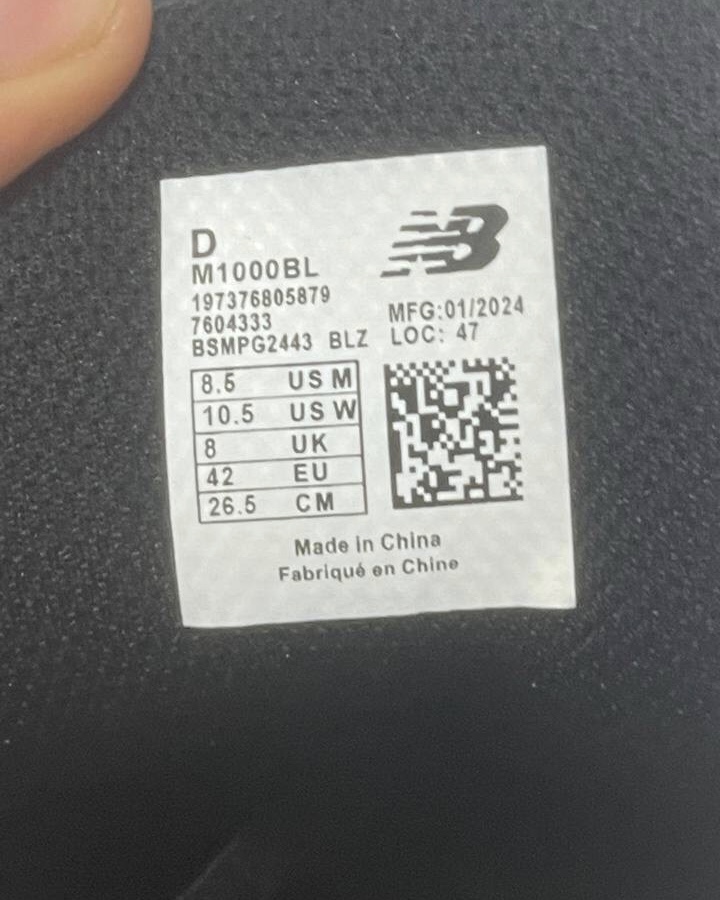 D
M1000BL
197376805879
7604333
BSMPG2443 BLZ
MFG:01/2024
LOC: 47
8.5 US M
10.5 US W
8 UK
42 EU
26.5 CM
Made in China
Fabriqué en Chine